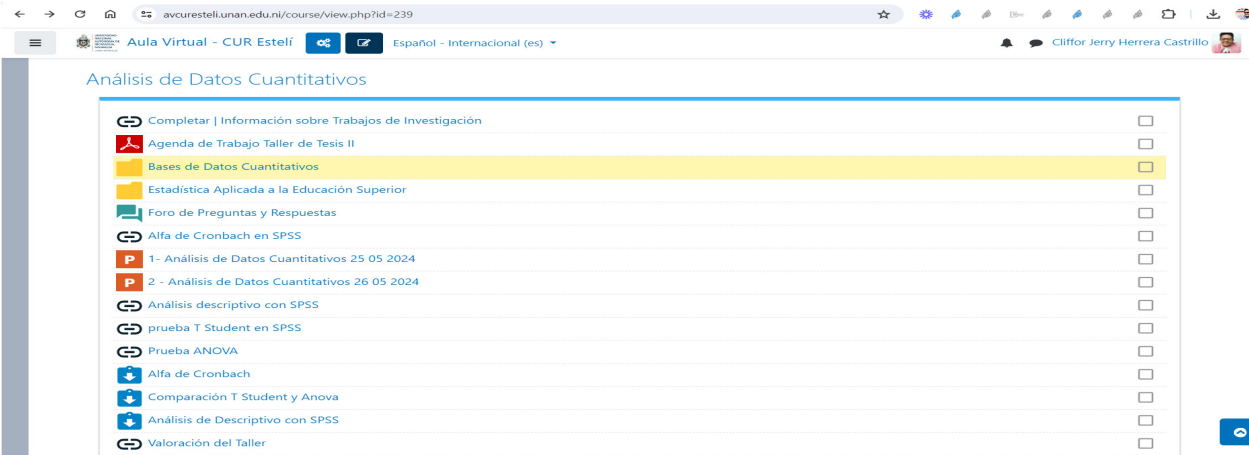 avcuresteli.unan.edu.ni/course/view.php?id=239
Aula Virtual - CUR Estelí
Español - Internacional (es)
Cliffor Jerry Herrera Castrillo
Análisis de Datos Cuantitativos
Completar | Información sobre Trabajos de Investigación
Agenda de Trabajo Taller de Tesis II
Bases de Datos Cuantitativos
Estadística Aplicada a la Educación Superior
Foro de Preguntas y Respuestas
Alfa de Cronbach en SPSS
P 1- Análisis de Datos Cuantitativos 25 05 2024
P 2 - Análisis de Datos Cuantitativos 26 05 2024
Análisis descriptivo con SPSS
prueba T Student en SPSS
Prueba ANOVA
Alfa de Cronbach
Comparación T Student y Anova
Análisis de Descriptivo con SPSS
Valoración del Taller